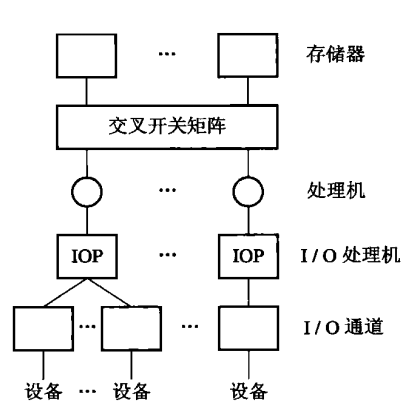 … 存储器
交叉开关矩阵
… 处理机
IOP … IOP I/O 处理机
… … I/O 通道
设备 … 设备 设备